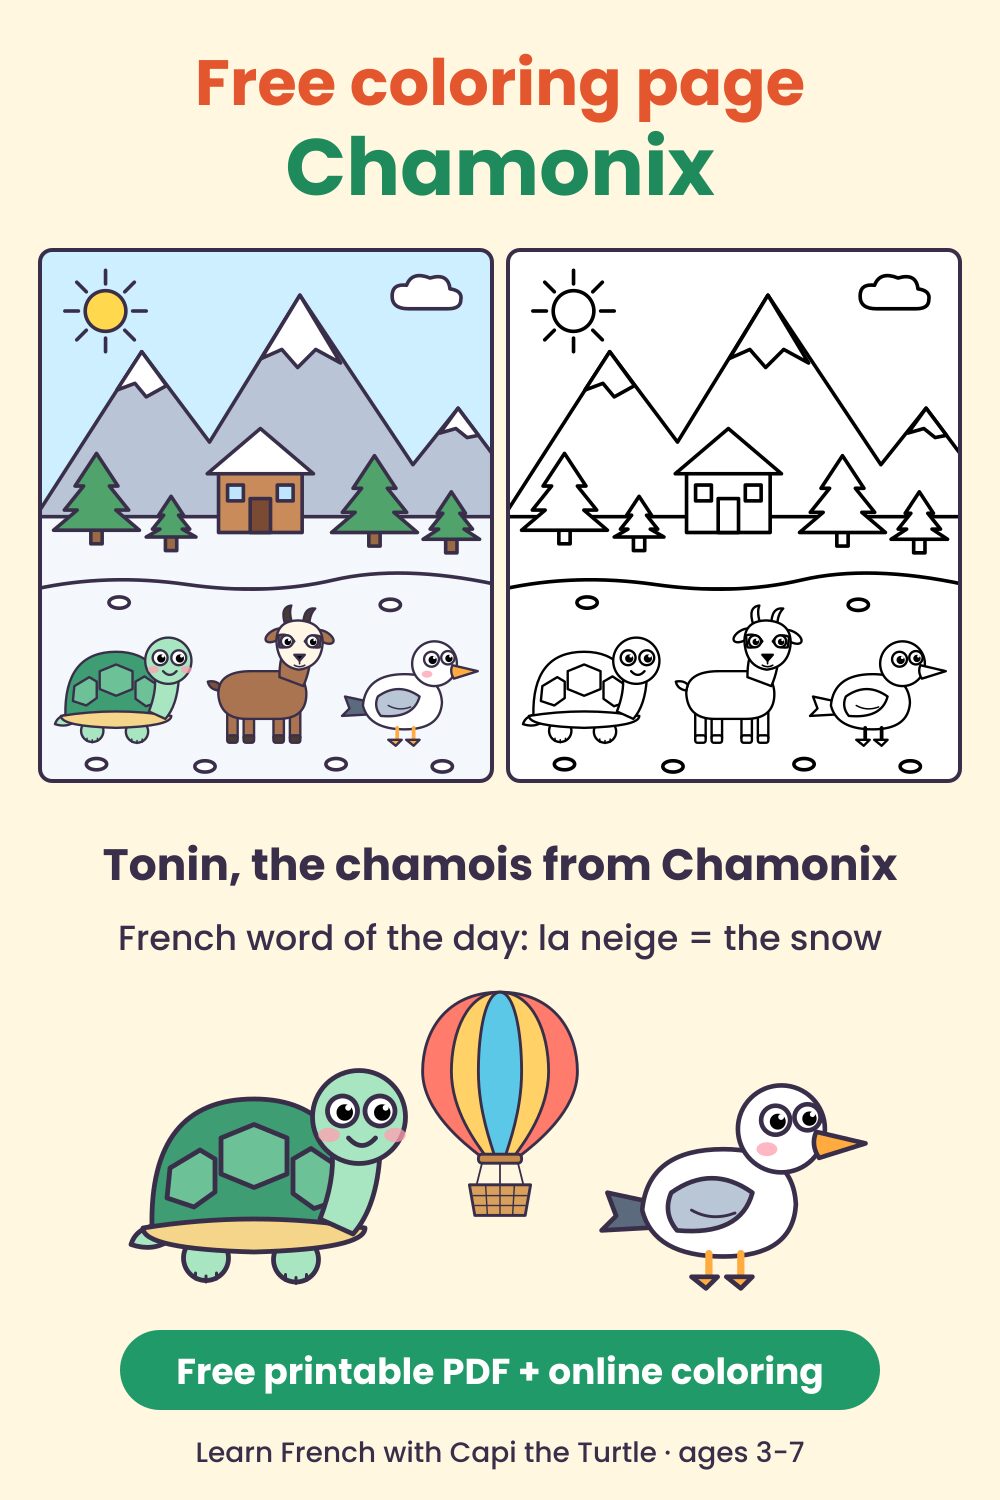 Free coloring page
Chamonix
Tonin, the chamois from Chamonix
French word of the day: la neige = the snow
Free printable PDF + online coloring
Learn French with Capi the Turtle · ages 3-7